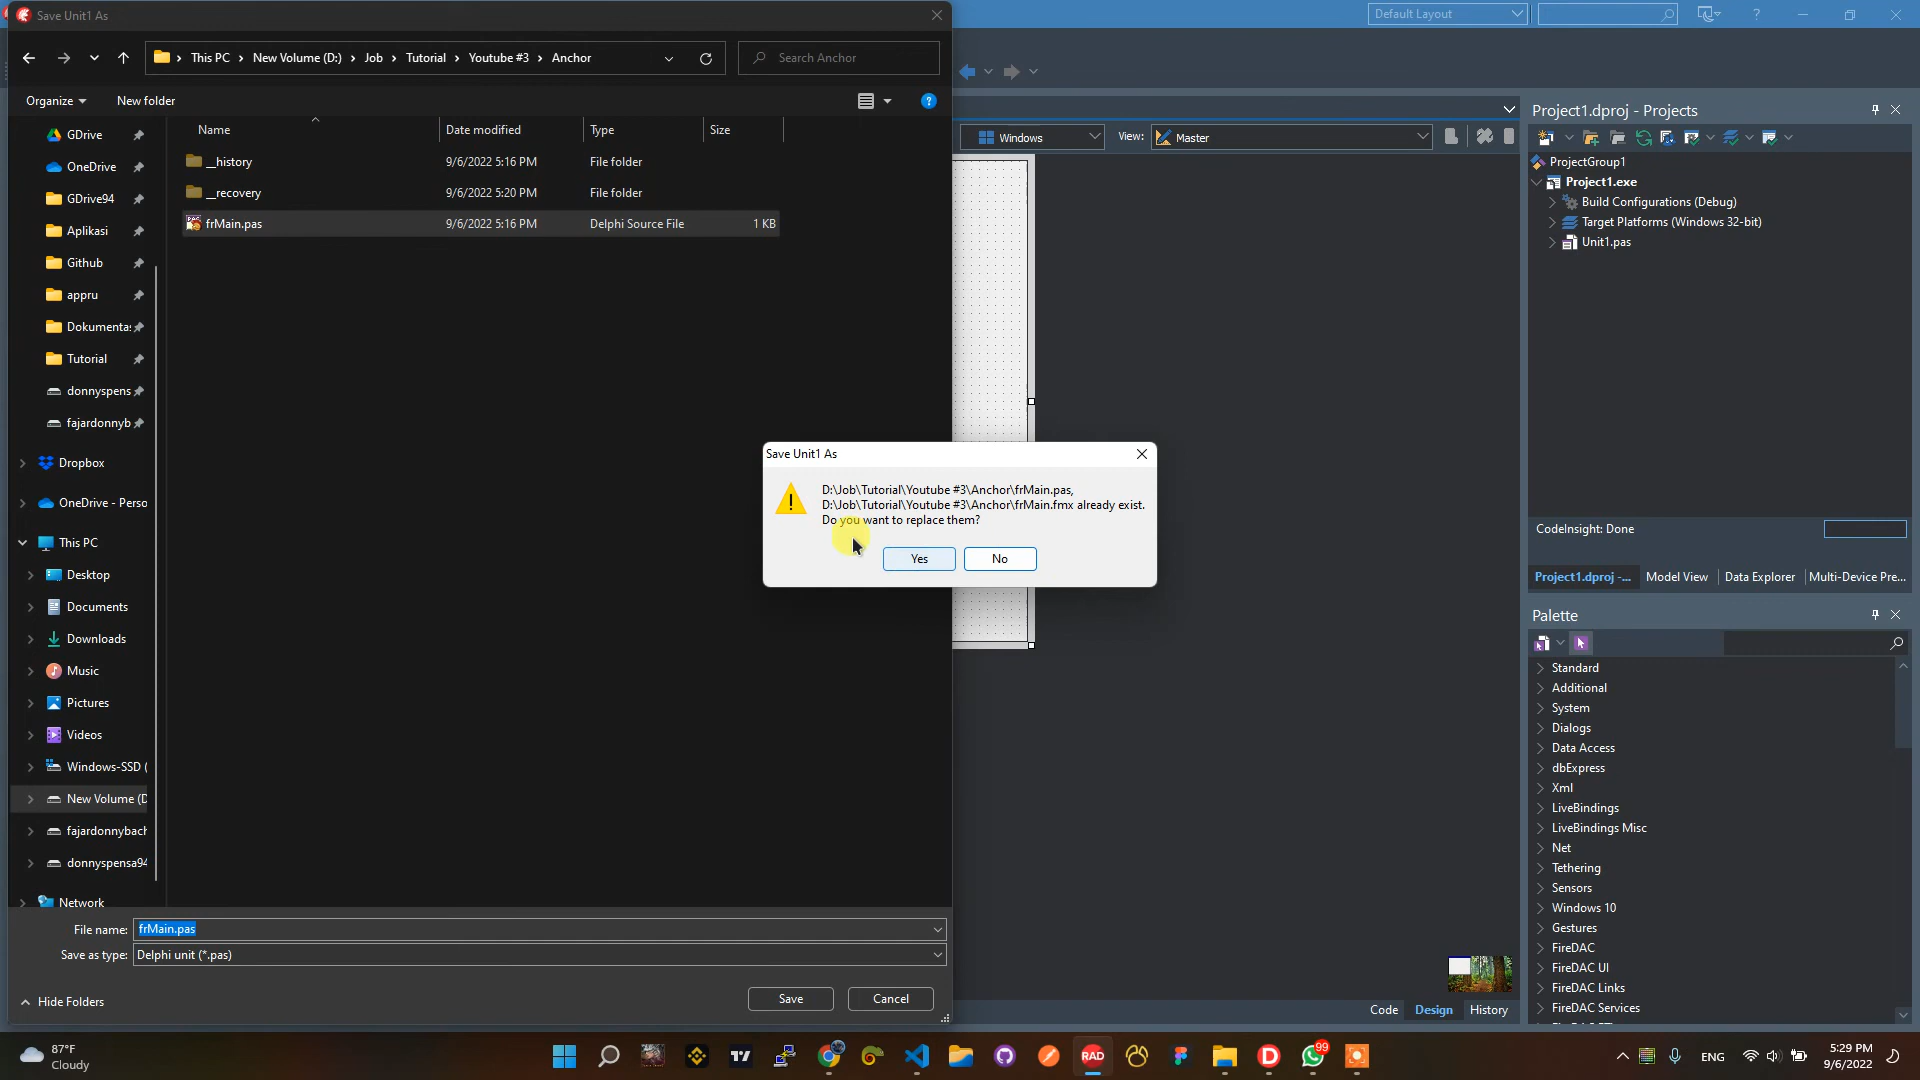 Save Unit1 As
Default Layout
This PC > New Volume (D:) > Job > Tutorial > Youtube #3 > Anchor
Search Anchor
Organize
New folder
Name
Date modified
Type
Size
__history 9/6/2022 5:16 PM File folder
__recovery 9/6/2022 5:20 PM File folder
frMain.pas 9/6/2022 5:16 PM Delphi Source File 1 KB
GDrive
OneDrive
GDrive94
Aplikasi
Github
appru
Dokumenta:
Tutorial
donnyspens
fajardonnyb
Dropbox
OneDrive - Perso
This PC
Desktop
Documents
Downloads
Music
Pictures
Videos
Windows-SSD (
New Volume (D
fajardonnybach
donnyspensa94
Network
File name: frMain.pas
Save as type: Delphi unit (*.pas)
Hide Folders
Save
Cancel
Windows
View: Master
Save Unit1 As
D:\Job\Tutorial\Youtube #3\Anchor\frMain.pas,
D:\Job\Tutorial\Youtube #3\Anchor\frMain.fmx already exist.
Do you want to replace them?
Yes
No
Code
Design
History
Project1.dproj - Projects
ProjectGroup1
Project1.exe
Build Configurations (Debug)
Target Platforms (Windows 32-bit)
Unit1.pas
CodeInsight: Done
Project1.dproj -...
Model View
Data Explorer
Multi-Device Pre...
Palette
Standard
Additional
System
Dialogs
Data Access
dbExpress
Xml
LiveBindings
LiveBindings Misc
Net
Tethering
Sensors
Windows 10
Gestures
FireDAC
FireDAC UI
FireDAC Links
FireDAC Services
87°F
Cloudy
RAD
99
ENG
5:29 PM
9/6/2022